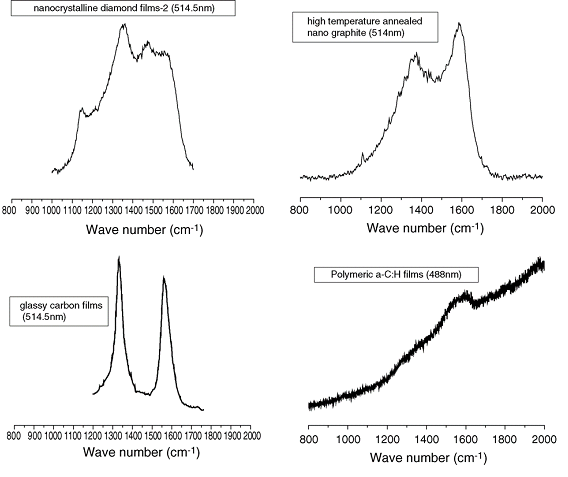 nanocrystalline diamond films-2 (514.5nm)
800 900 1000 1100 1200 1300 1400 1500 1600 1700 1800 1900 2000
Wave number (cm-1)
high temperature annealed
nano graphite (514nm)
800 1000 1200 1400 1600 1800 2000
Wave number (cm-1)
glassy carbon films
(514.5nm)
800 900 1000 1100 1200 1300 1400 1500 1600 1700 1800 1900 2000
Wave number (cm-1)
Polymeric a-C:H films (488nm)
800 1000 1200 1400 1600 1800 2000
Wave number (cm-1)